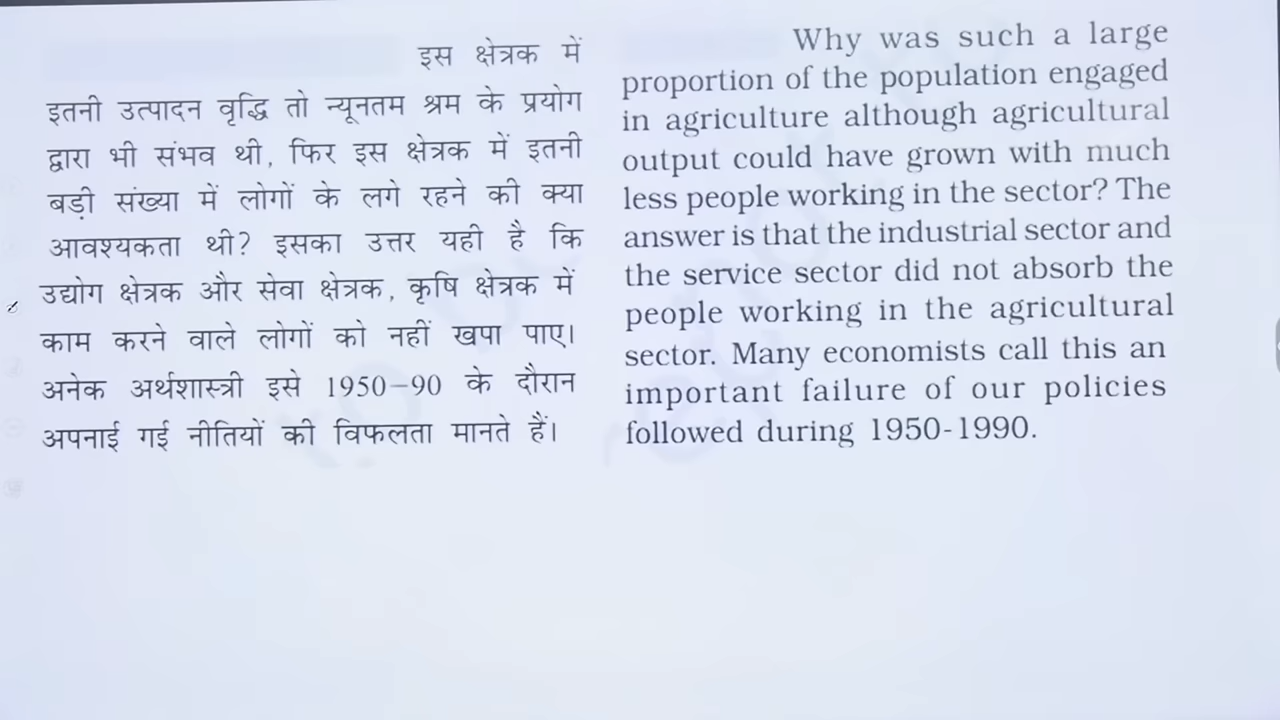 इस क्षेत्रक में
इतनी उत्पादन वृद्धि तो न्यूनतम श्रम के प्रयोग
द्वारा भी संभव थी, फिर इस क्षेत्रक में इतनी
बड़ी संख्या में लोगों के लगे रहने की क्या
आवश्यकता थी? इसका उत्तर यही है कि
उद्योग क्षेत्रक और सेवा क्षेत्रक, कृषि क्षेत्रक में
काम करने वाले लोगों को नहीं खपा पाए।
अनेक अर्थशास्त्री इसे 1950–90 के दौरान
अपनाई गई नीतियों की विफलता मानते हैं।
Why was such a large
proportion of the population engaged
in agriculture although agricultural
output could have grown with much
less people working in the sector? The
answer is that the industrial sector and
the service sector did not absorb the
people working in the agricultural
sector. Many economists call this an
important failure of our policies
followed during 1950-1990.